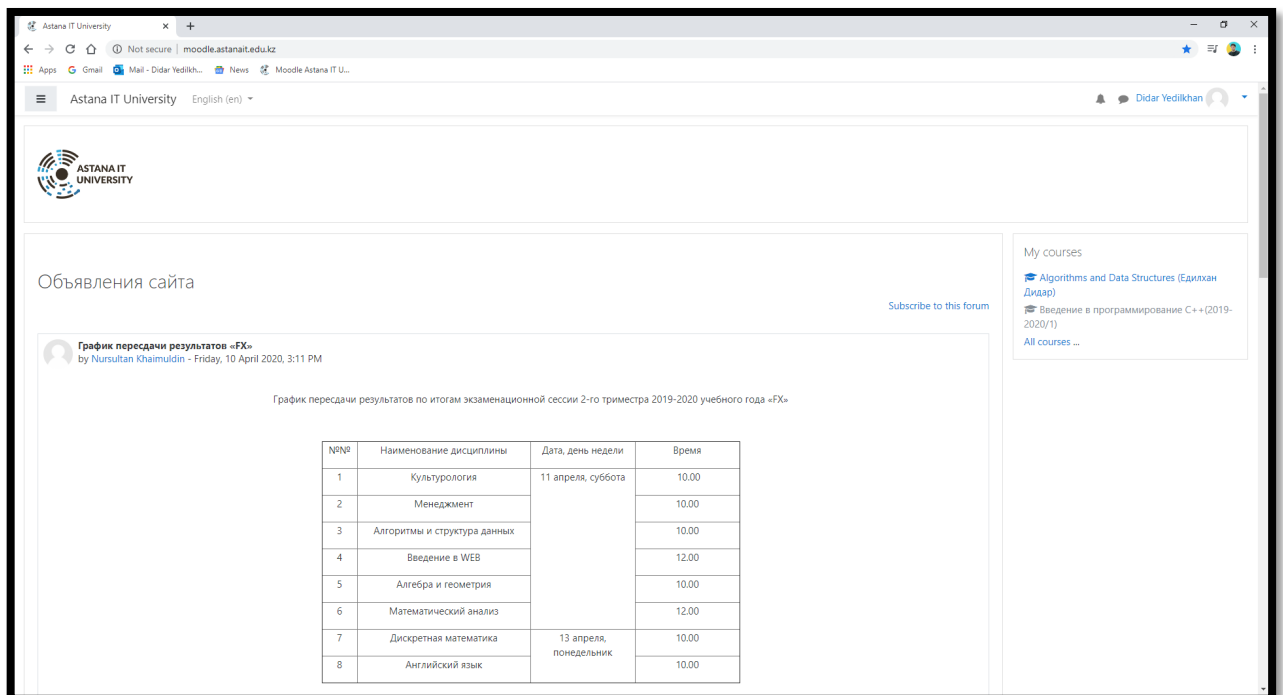 Astana IT University
Not secure | moodle.astanait.edu.kz
Apps Gmail Mail - Didar Yedilkh... News Moodle Astana IT U...
Astana IT University English (en)
Didar Yedilkhan
ASTANA IT
UNIVERSITY
Объявления сайта
Subscribe to this forum
График пересдачи результатов «FX»
by Nursultan Khaimuldin - Friday, 10 April 2020, 3:11 PM
График пересдачи результатов по итогам экзаменационной сессии 2-го триместра 2019-2020 учебного года «FX»
№№ Наименование дисциплины Дата, день недели Время
1 Культурология 11 апреля, суббота 10.00
2 Менеджмент 10.00
3 Алгоритмы и структура данных 10.00
4 Введение в WEB 12.00
5 Алгебра и геометрия 10.00
6 Математический анализ 12.00
7 Дискретная математика 13 апреля, 10.00
понедельник
8 Английский язык 10.00
My courses
Algorithms and Data Structures (Едилхан
Дидар)
Введение в программирование C++(2019-
2020/1)
All courses ...